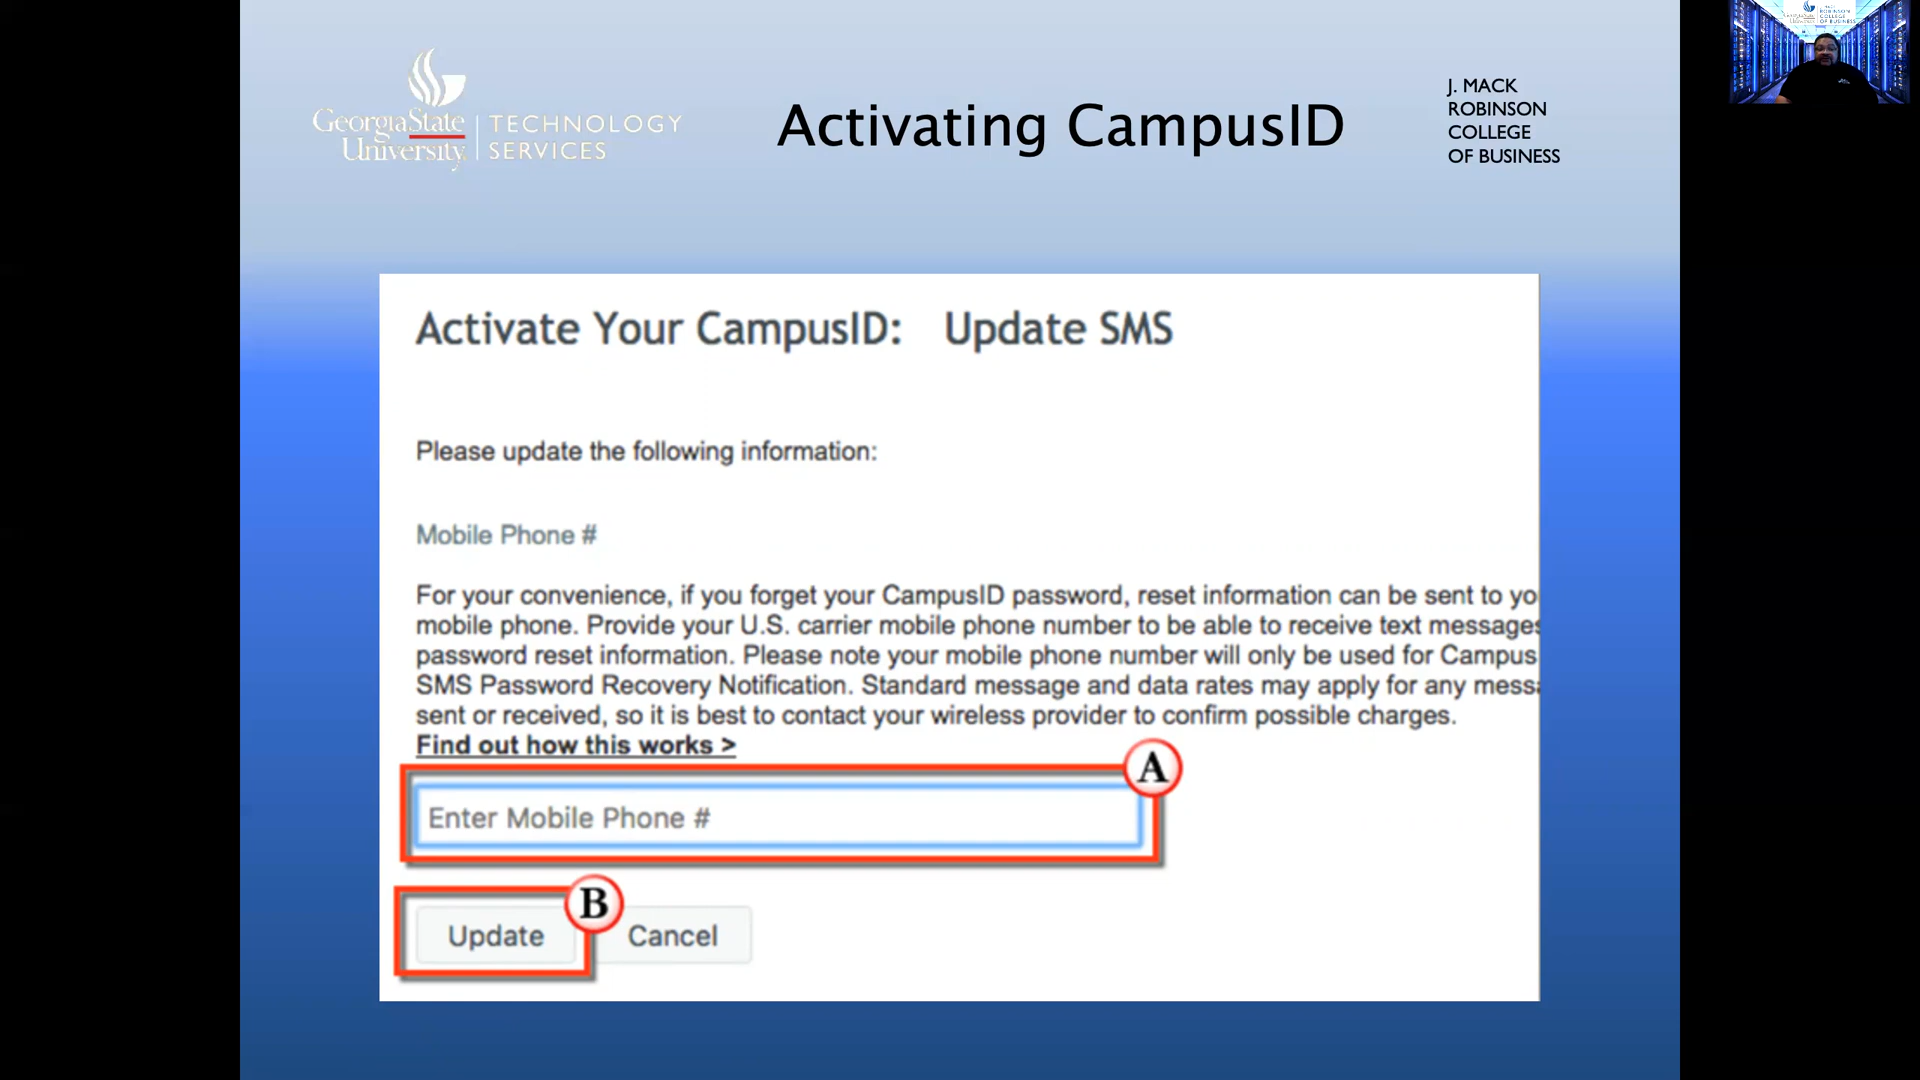 GeorgiaState
University
TECHNOLOGY
SERVICES
Activating CampusID
J. MACK
ROBINSON
COLLEGE
OF BUSINESS
Activate Your CampusID: Update SMS
Please update the following information:
Mobile Phone #
For your convenience, if you forget your CampusID password, reset information can be sent to yo
mobile phone. Provide your U.S. carrier mobile phone number to be able to receive text messages
password reset information. Please note your mobile phone number will only be used for Campus
SMS Password Recovery Notification. Standard message and data rates may apply for any messa
sent or received, so it is best to contact your wireless provider to confirm possible charges.
Find out how this works >
A
Enter Mobile Phone #
B
Update
Cancel